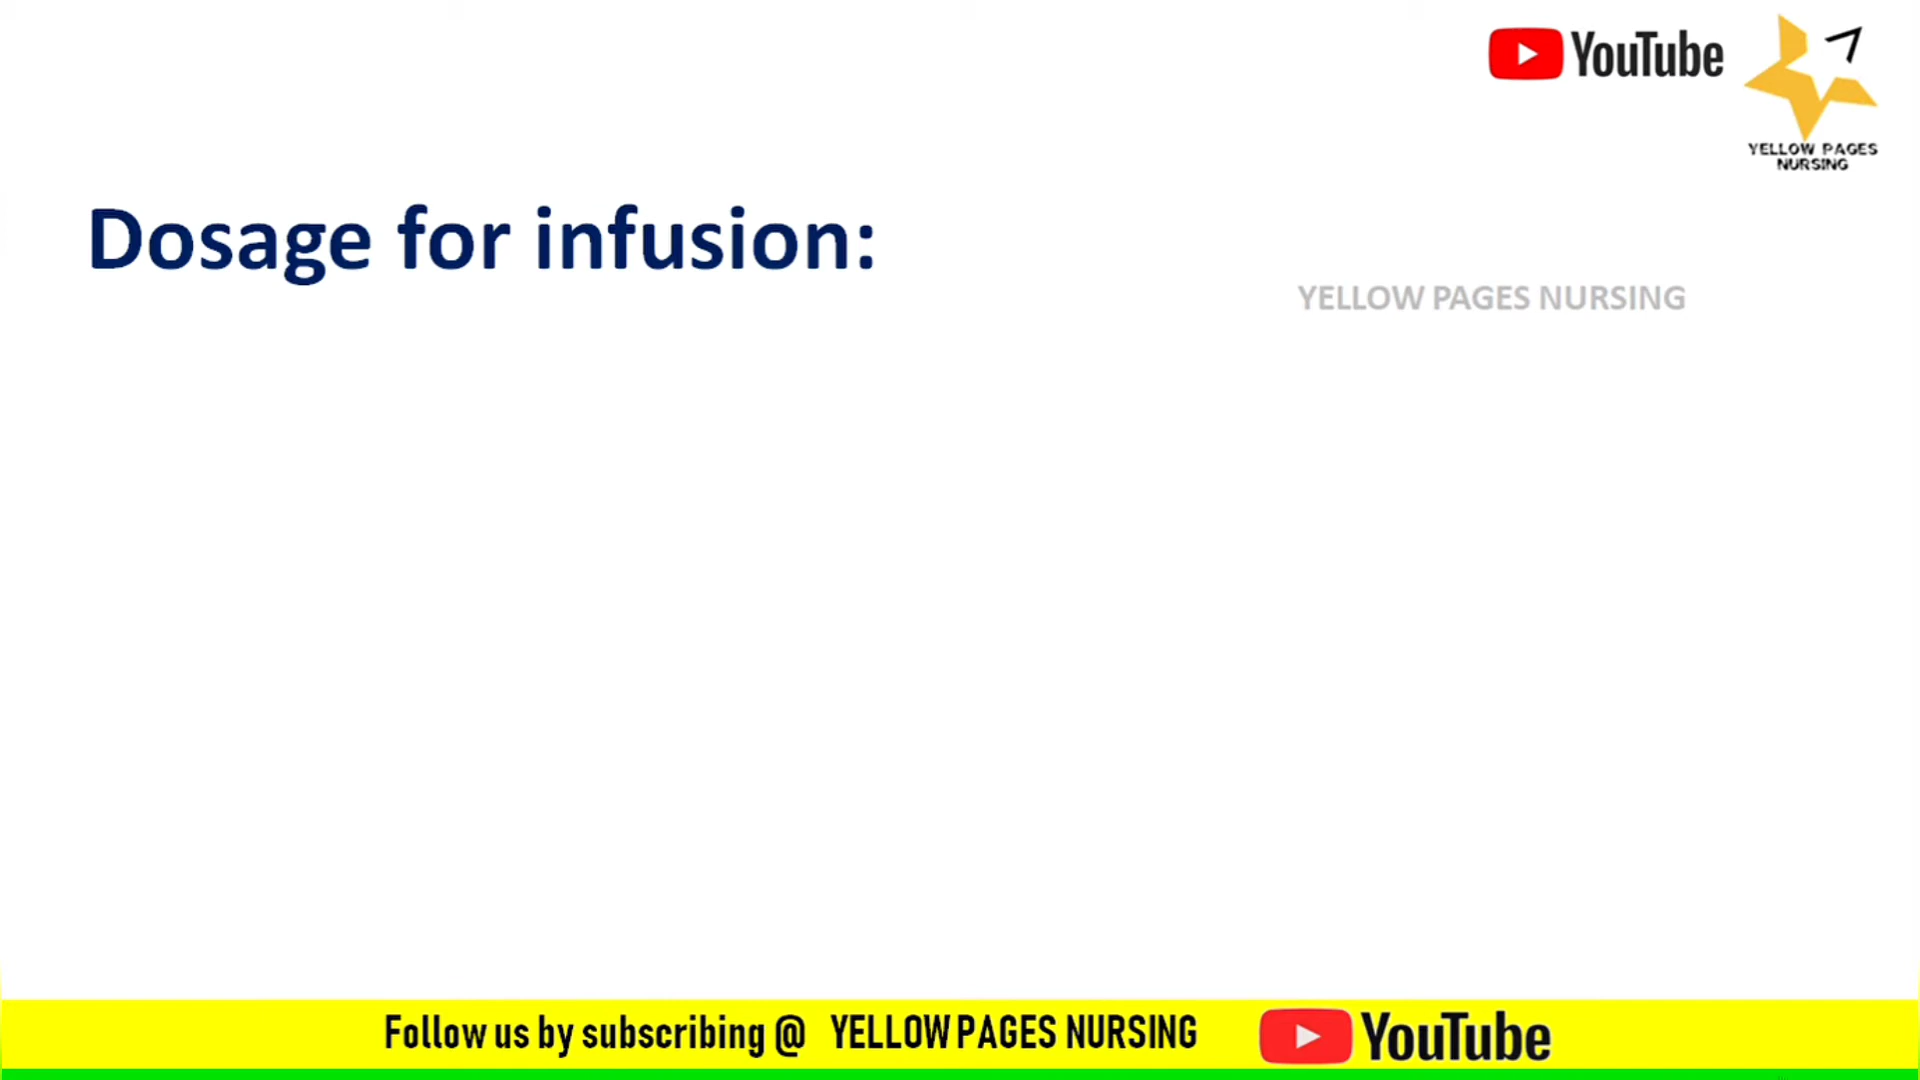 YouTube
YELLOW PAGES
NURSING
Dosage for infusion:
YELLOW PAGES NURSING
Follow us by subscribing @ YELLOW PAGES NURSING YouTube